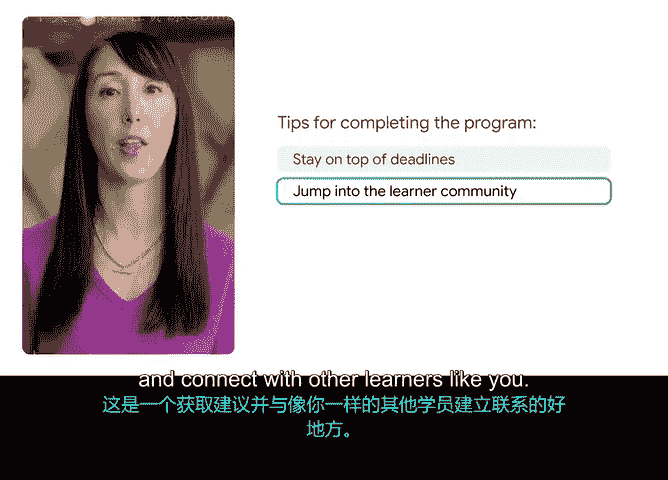 Tips for completing the program:
Stay on top of deadlines
Jump into the learner community
and connect with other learners like you.
这是一个获取建议并与像你一样的其他学员建立联系的好
地方。